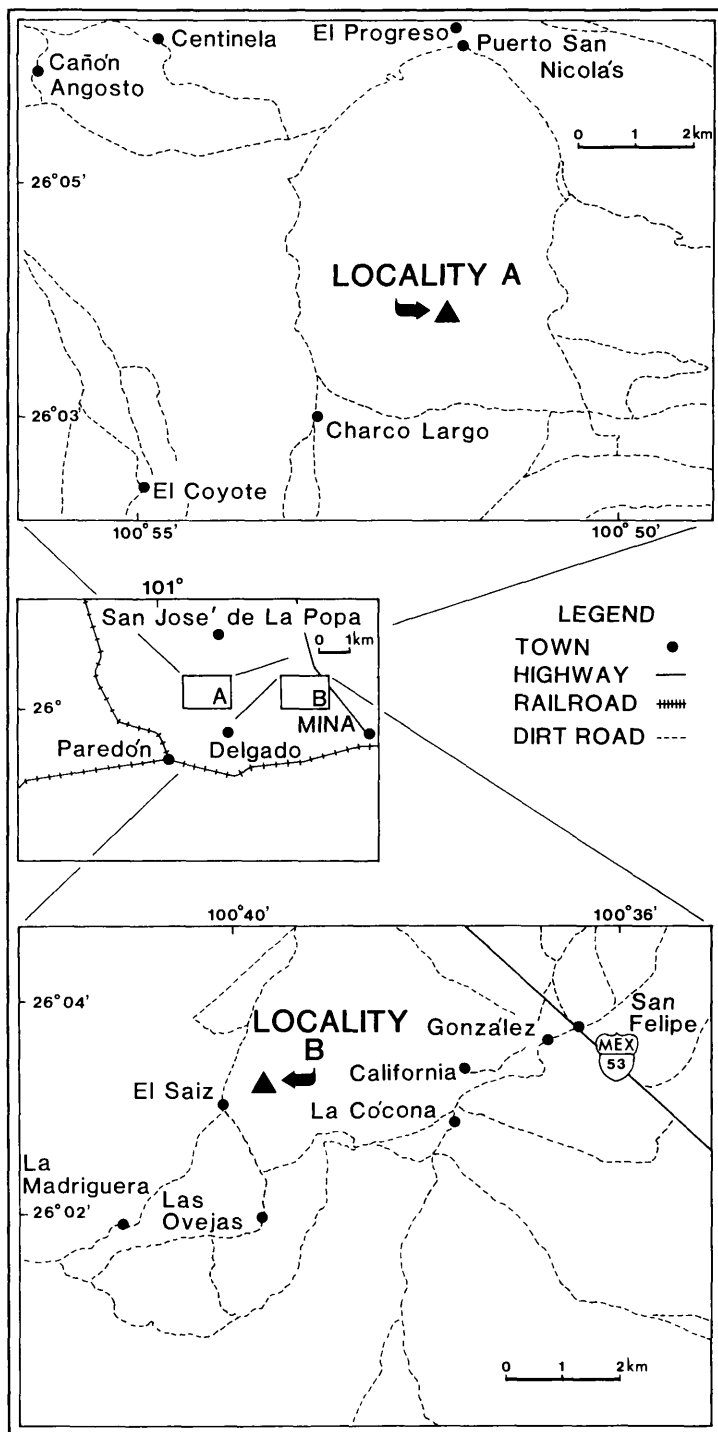 El Progreso
Centinela
Puerto San
Nicolás
Cañón
Angosto
0 1 2 km
26°05'
LOCALITY A
26°03'
Charco Largo
El Coyote
100°55'
100°50'
101°
San José de La Popa
0 1km
A
B
26°
MINA
Paredón
Delgado
LEGEND
TOWN
HIGHWAY
RAILROAD
DIRT ROAD
100°40'
100°36'
26°04'
LOCALITY
B
González
San
Felipe
MEX
53
California
El Saiz
La Cócona
La
Madriguera
Las
Ovejas
26°02'
0 1 2km